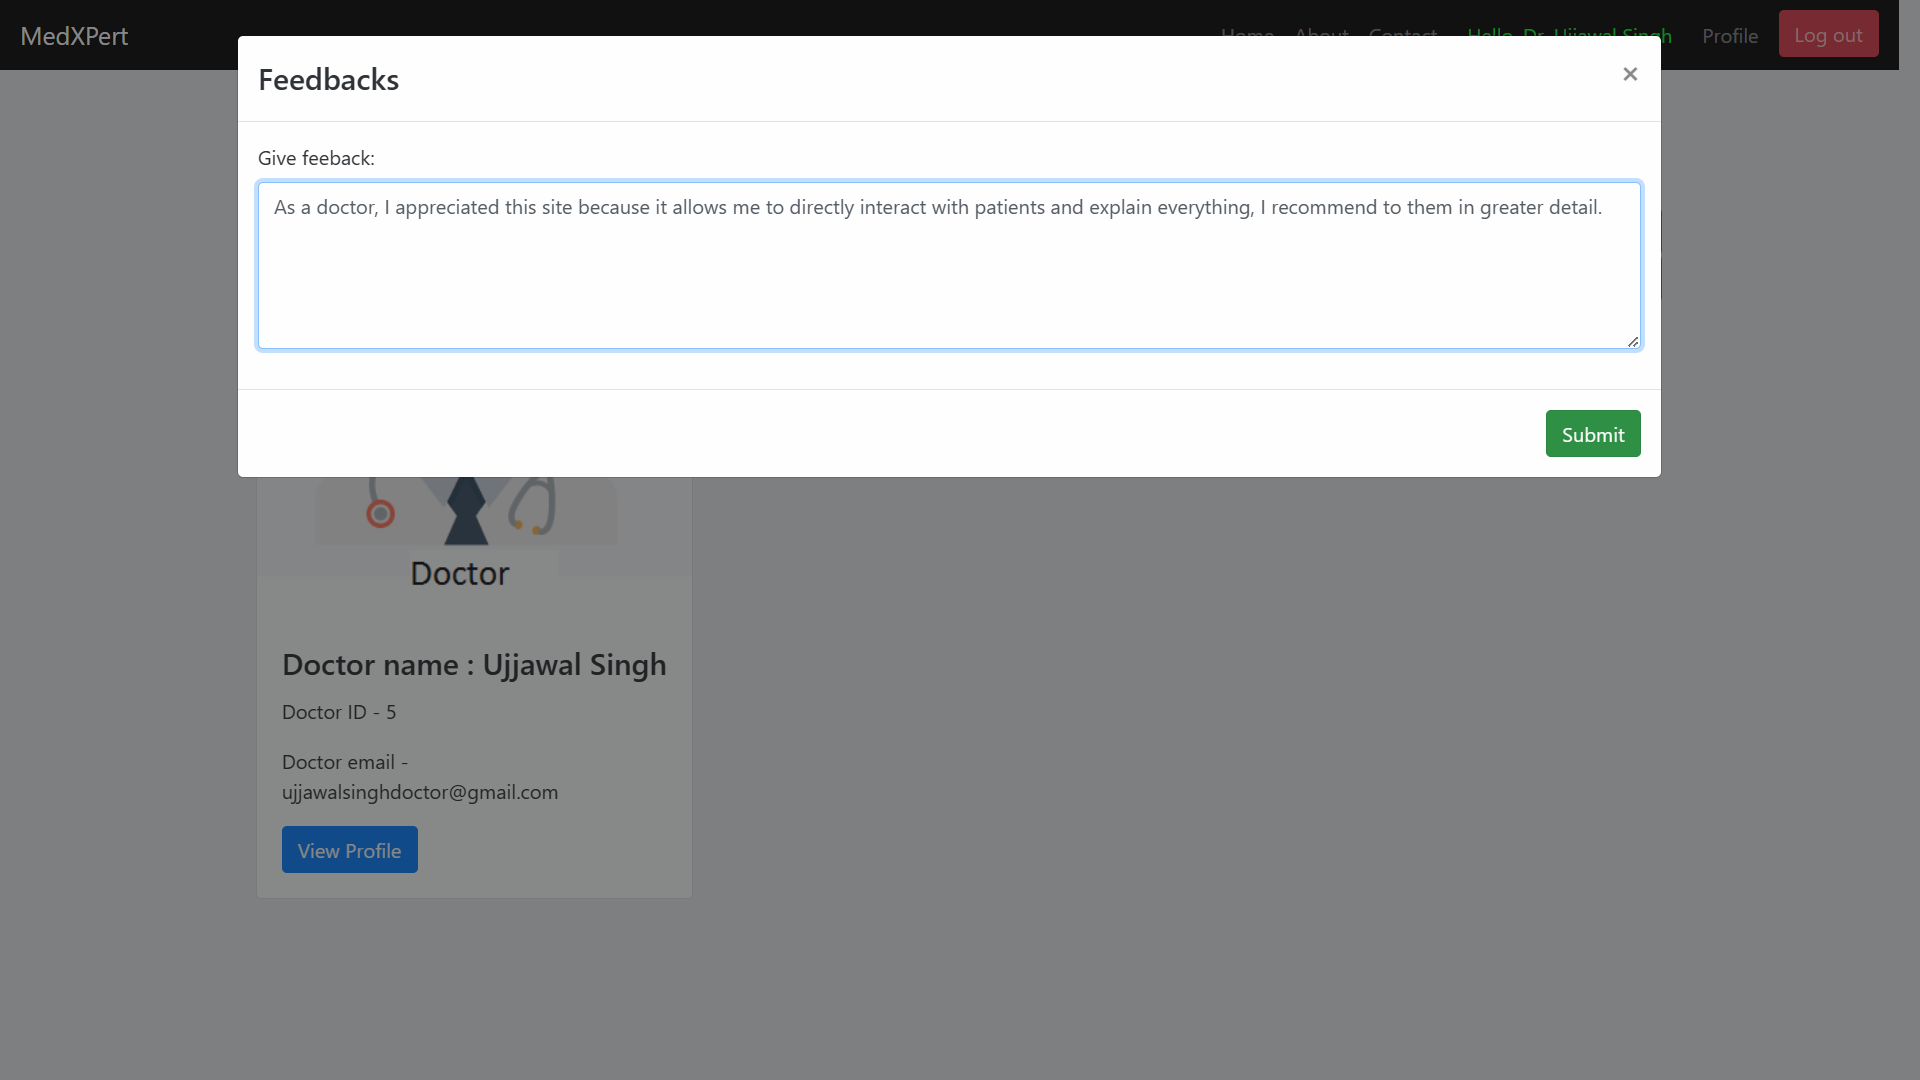 MedXPert
Home About Contact Hello, Dr. Ujjawal Singh Profile Log out
Feedbacks
×
Give feeback:
As a doctor, I appreciated this site because it allows me to directly interact with patients and explain everything, I recommend to them in greater detail.
Submit
Doctor
Doctor name : Ujjawal Singh
Doctor ID - 5
Doctor email -
ujjawalsinghdoctor@gmail.com
View Profile